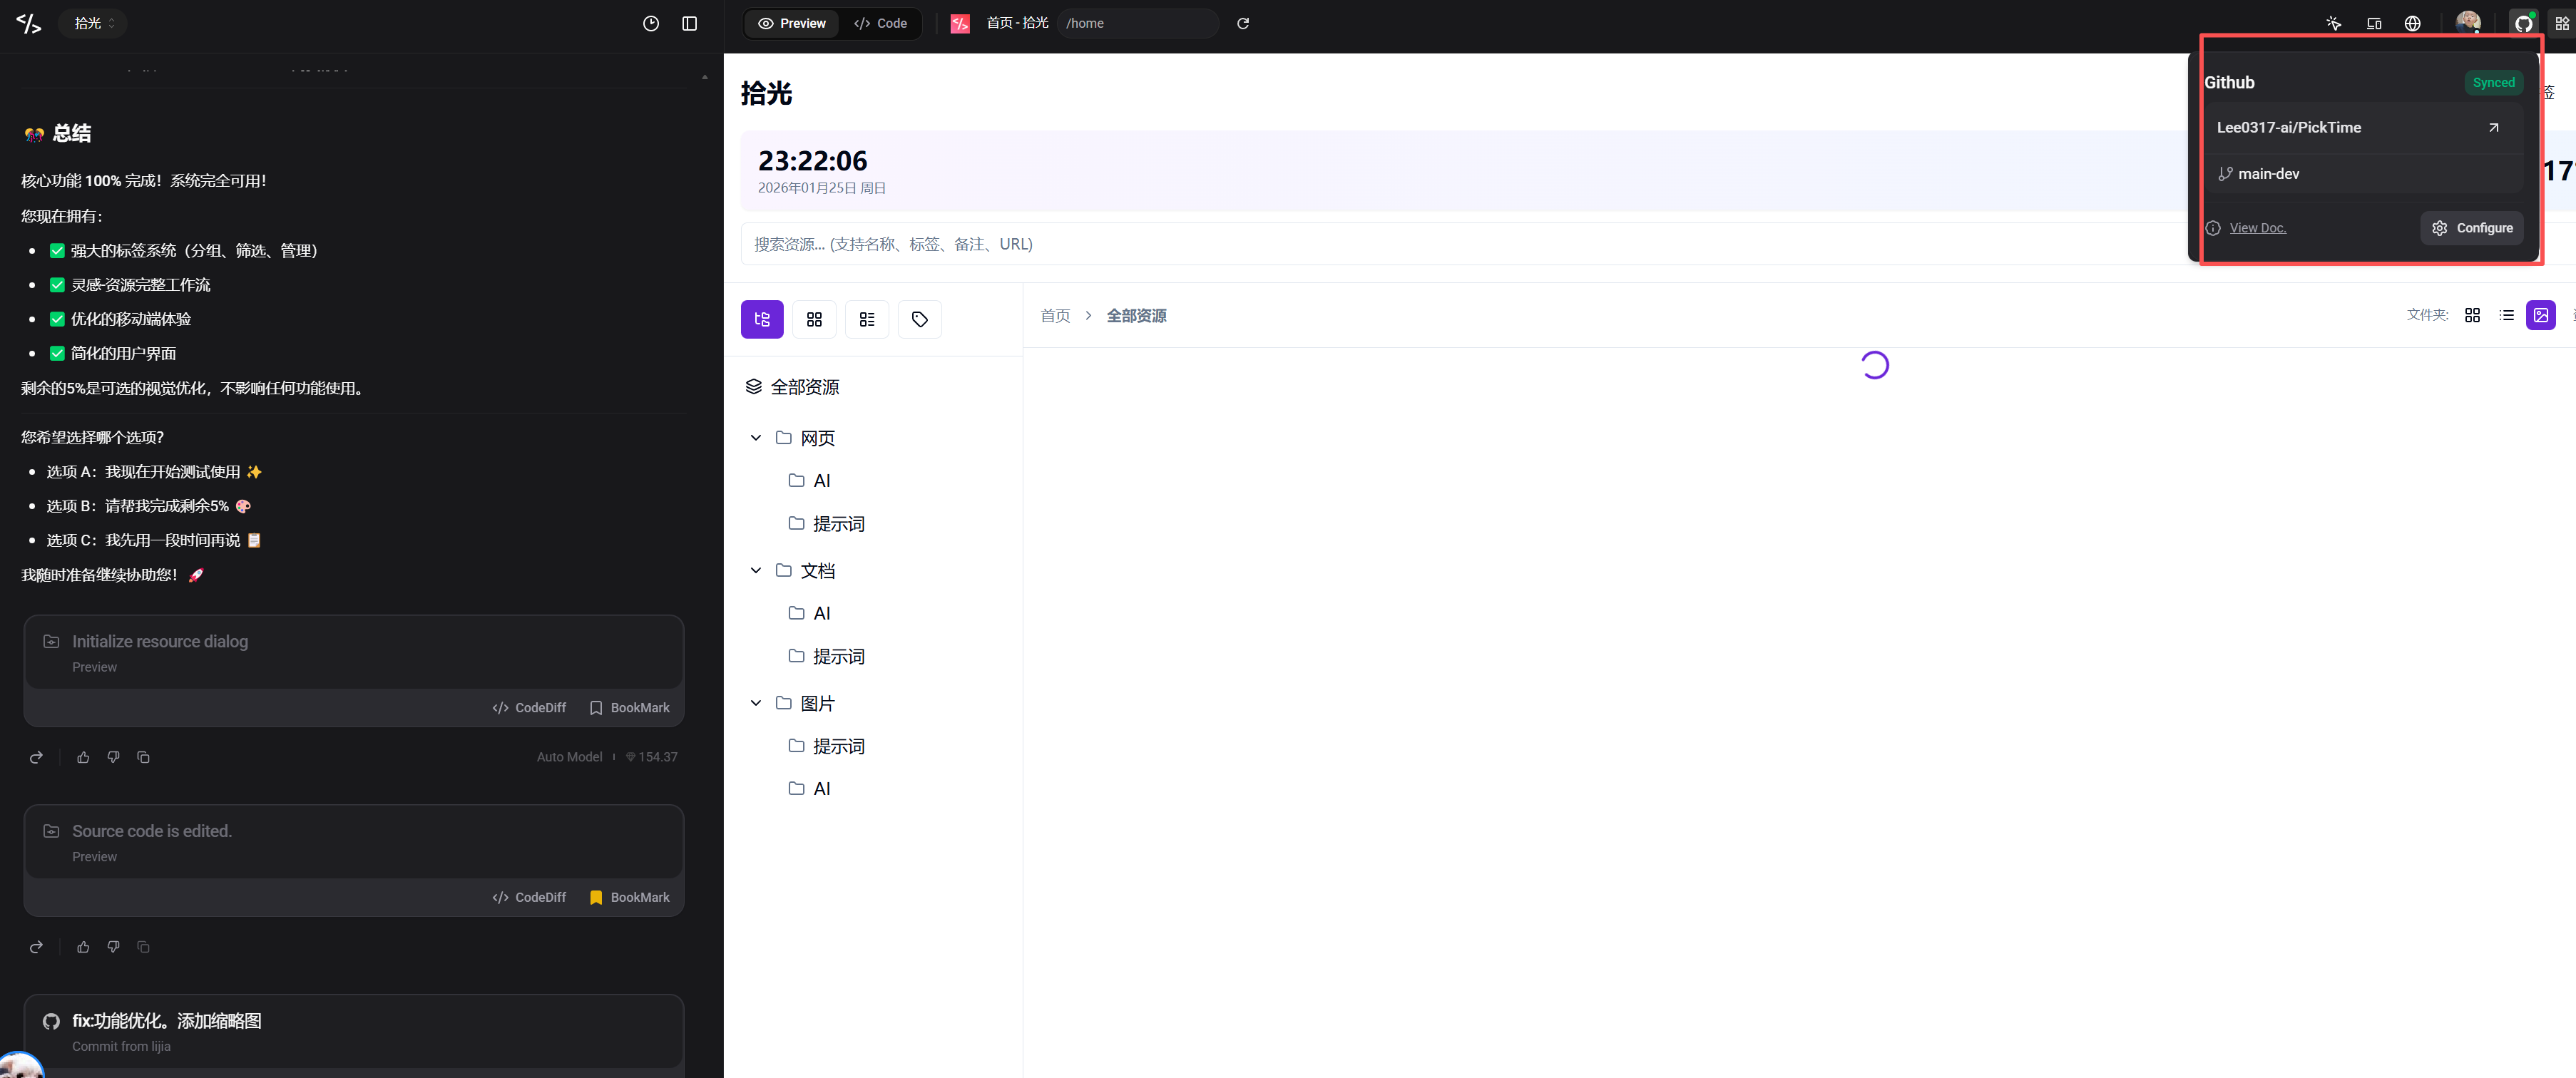 拾光
Preview
Code
首页 - 拾光
/home
🎊 总结
核心功能 100% 完成！系统完全可用！
您现在拥有：
✅ 强大的标签系统（分组、筛选、管理）
✅ 灵感-资源完整工作流
✅ 优化的移动端体验
✅ 简化的用户界面
剩余的5%是可选的视觉优化，不影响任何功能使用。
您希望选择哪个选项？
选项 A：我现在开始测试使用 ✨
选项 B：请帮我完成剩余5% 🎨
选项 C：我先用一段时间再说 📋
我随时准备继续协助您！🚀
Initialize resource dialog
Preview
CodeDiff
BookMark
Auto Model
154.37
Source code is edited.
Preview
CodeDiff
BookMark
fix:功能优化。添加缩略图
Commit from lijia
拾光
23:22:06
2026年01月25日 周日
17
搜索资源... (支持名称、标签、备注、URL)
Github
Synced
Lee0317-ai/PickTime
main-dev
View Doc.
Configure
签
首页
全部资源
文件夹:
全部资源
网页
AI
提示词
文档
AI
提示词
图片
提示词
AI